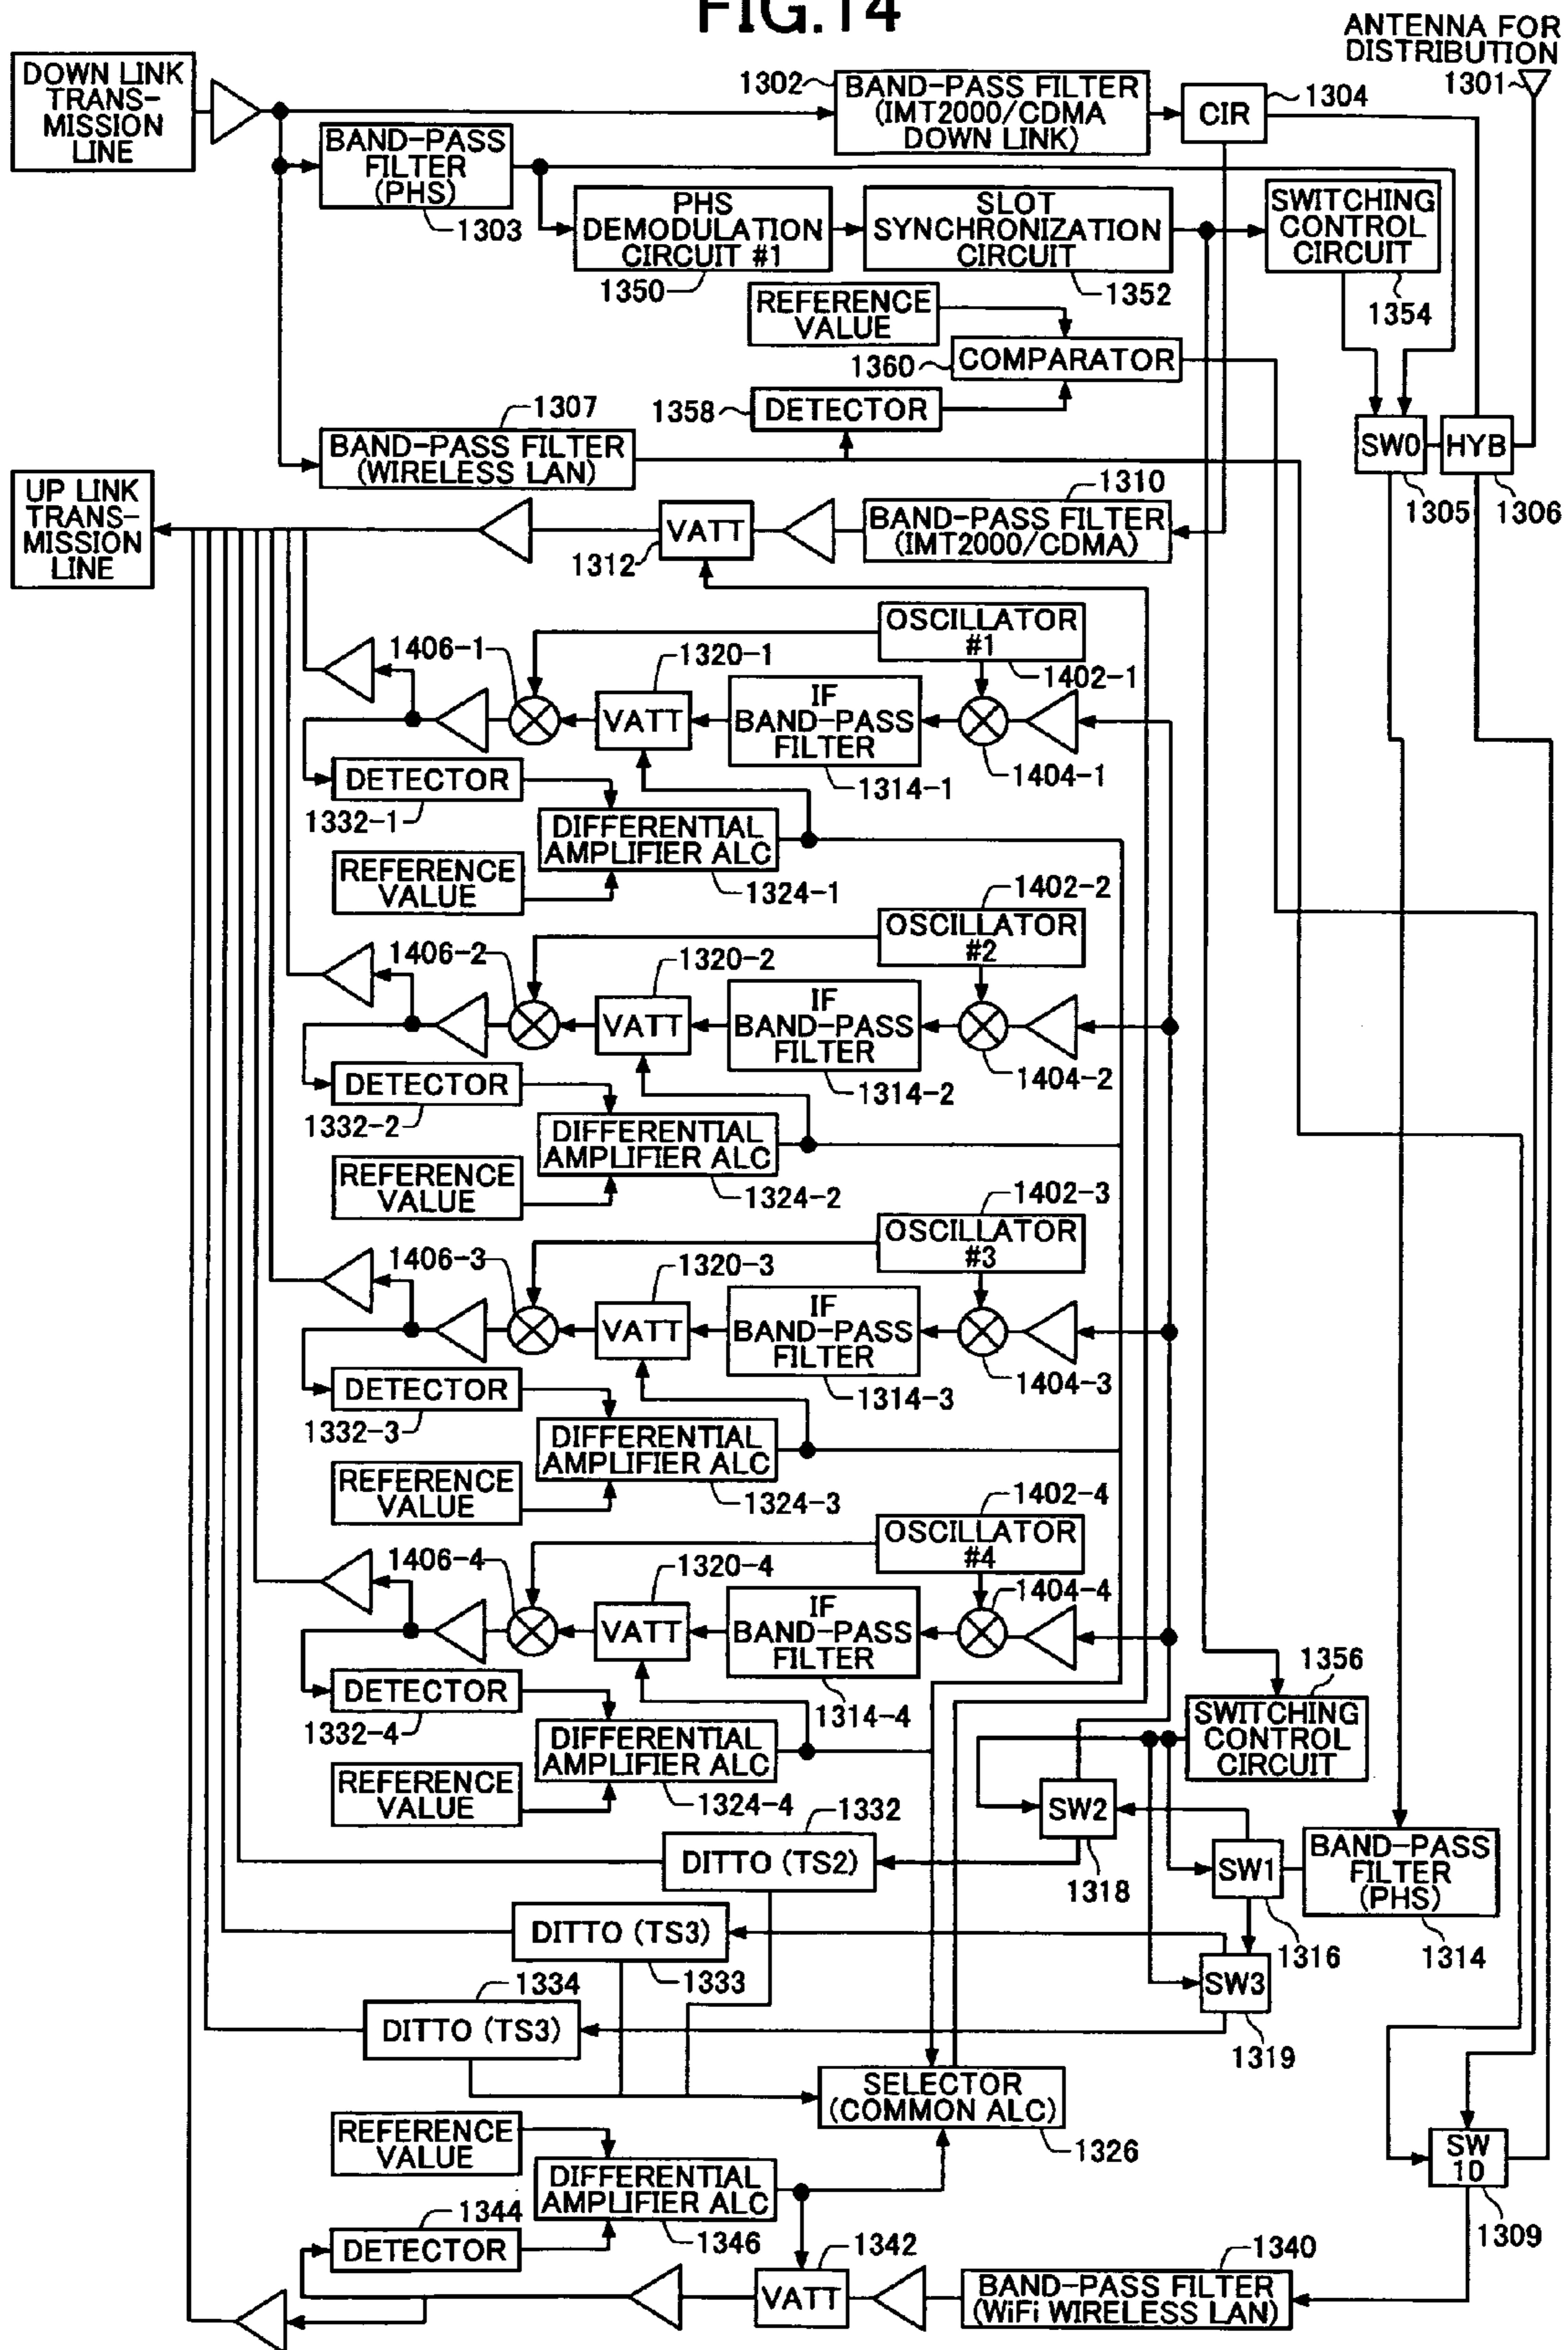 FIG.14
ANTENNA FOR
DISTRIBUTION
1301
DOWN LINK
TRANS-
MISSION
LINE
1302
BAND-PASS FILTER
(IMT2000/CDMA
DOWN LINK)
CIR
1304
BAND-PASS
FILTER
(PHS)
1303
PHS
DEMODULATION
CIRCUIT #1
1350
SLOT
SYNCHRONIZATION
CIRCUIT
1352
SWITCHING
CONTROL
CIRCUIT
1354
REFERENCE
VALUE
1360
COMPARATOR
1358
DETECTOR
1307
BAND-PASS FILTER
(WIRELESS LAN)
SW0
HYB
1305
1306
UP LINK
TRANS-
MISSION
LINE
1310
VATT
1312
BAND-PASS FILTER
(IMT2000/CDMA)
OSCILLATOR
#1
1402-1
1406-1
1320-1
VATT
IF
BAND-PASS
FILTER
1314-1
1404-1
DETECTOR
1332-1
DIFFERENTIAL
AMPLIFIER ALC
1324-1
REFERENCE
VALUE
1402-2
OSCILLATOR
#2
1406-2
1320-2
VATT
IF
BAND-PASS
FILTER
1314-2
1404-2
DETECTOR
1332-2
DIFFERENTIAL
AMPLIFIER ALC
1324-2
REFERENCE
VALUE
1402-3
OSCILLATOR
#3
1406-3
1320-3
VATT
IF
BAND-PASS
FILTER
1314-3
1404-3
DETECTOR
1332-3
DIFFERENTIAL
AMPLIFIER ALC
1324-3
REFERENCE
VALUE
1402-4
OSCILLATOR
#4
1406-4
1320-4
1404-4
VATT
IF
BAND-PASS
FILTER
1314-4
DETECTOR
1332-4
DIFFERENTIAL
AMPLIFIER ALC
1324-4
REFERENCE
VALUE
1356
SWITCHING
CONTROL
CIRCUIT
SW2
1318
1332
DITTO (TS2)
SW1
1316
BAND-PASS
FILTER
(PHS)
1314
DITTO (TS3)
1333
SW3
1319
1334
DITTO (TS3)
SELECTOR
(COMMON ALC)
1326
REFERENCE
VALUE
DIFFERENTIAL
AMPLIFIER ALC
1346
SW
10
1309
1344
DETECTOR
1342
VATT
1340
BAND-PASS FILTER
(WiFi WIRELESS LAN)